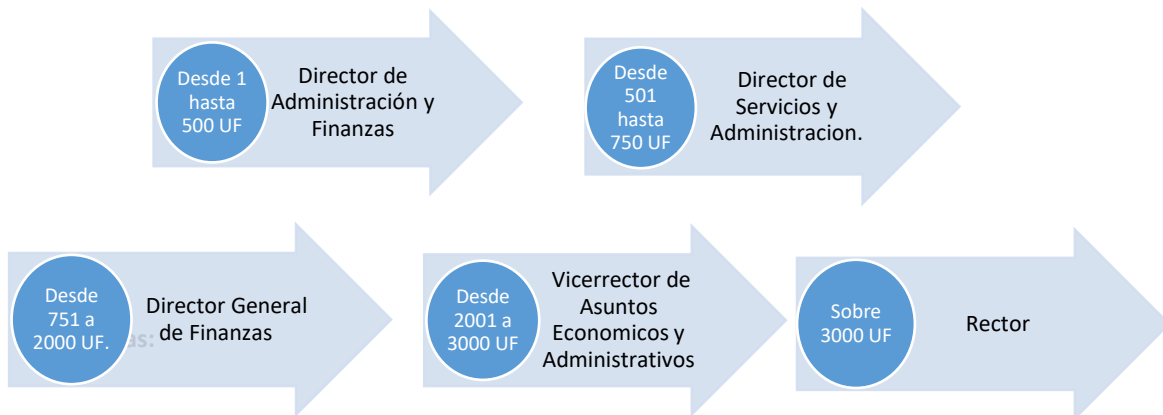 Desde 1
hasta
500 UF
Director de
Administración y
Finanzas
Desde
501
hasta
750 UF
Director de
Servicios y
Administracion.
Desde
751 a
2000 UF.
Director General
de Finanzas
as:
Desde
2001 a
3000 UF
Vicerrector de
Asuntos
Economicos y
Administrativos
Sobre
3000 UF
Rector